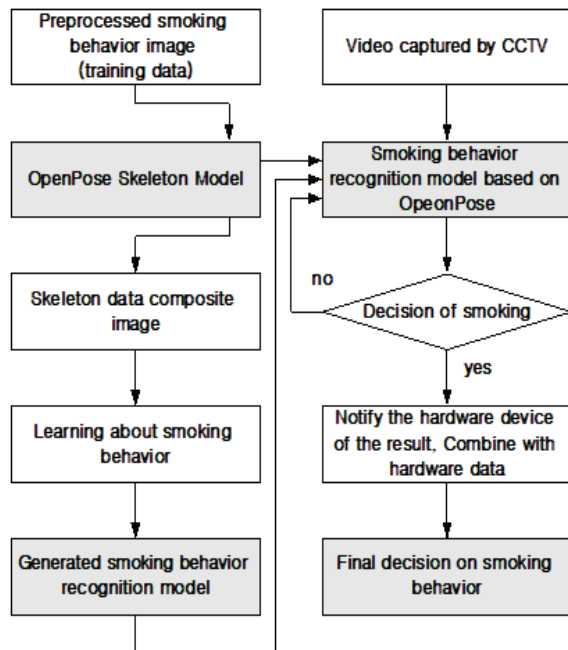 Preprocessed smoking
behavior image
(training data)
OpenPose Skeleton Model
Skeleton data composite
image
Learning about smoking
behavior
Generated smoking behavior
recognition model
Video captured by CCTV
Smoking behavior
recognition model based on
OpeonPose
no
Decision of smoking
yes
Notify the hardware device
of the result, Combine with
hardware data
Final decision on smoking
behavior